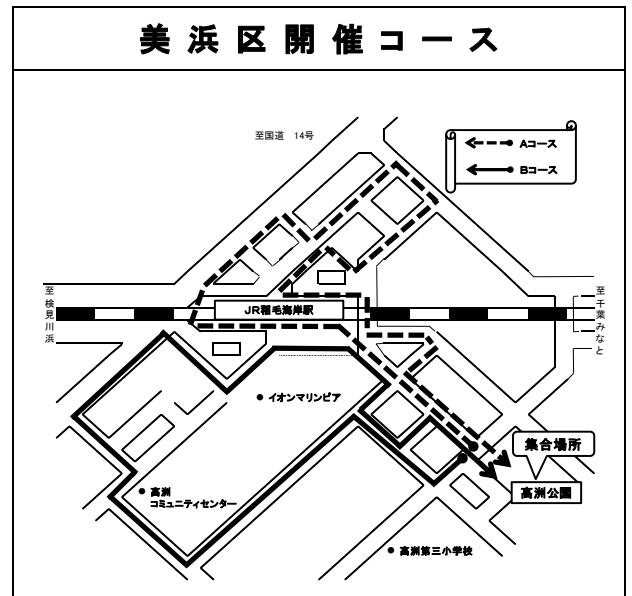 美浜区開催コース
至国道　14号
Aコース
Bコース
至検見川浜
JR稲毛海岸駅
至千葉みなと
イオンマリンピア
集合場所
高洲公園
高洲
コミュニティセンター
高洲第三小学校